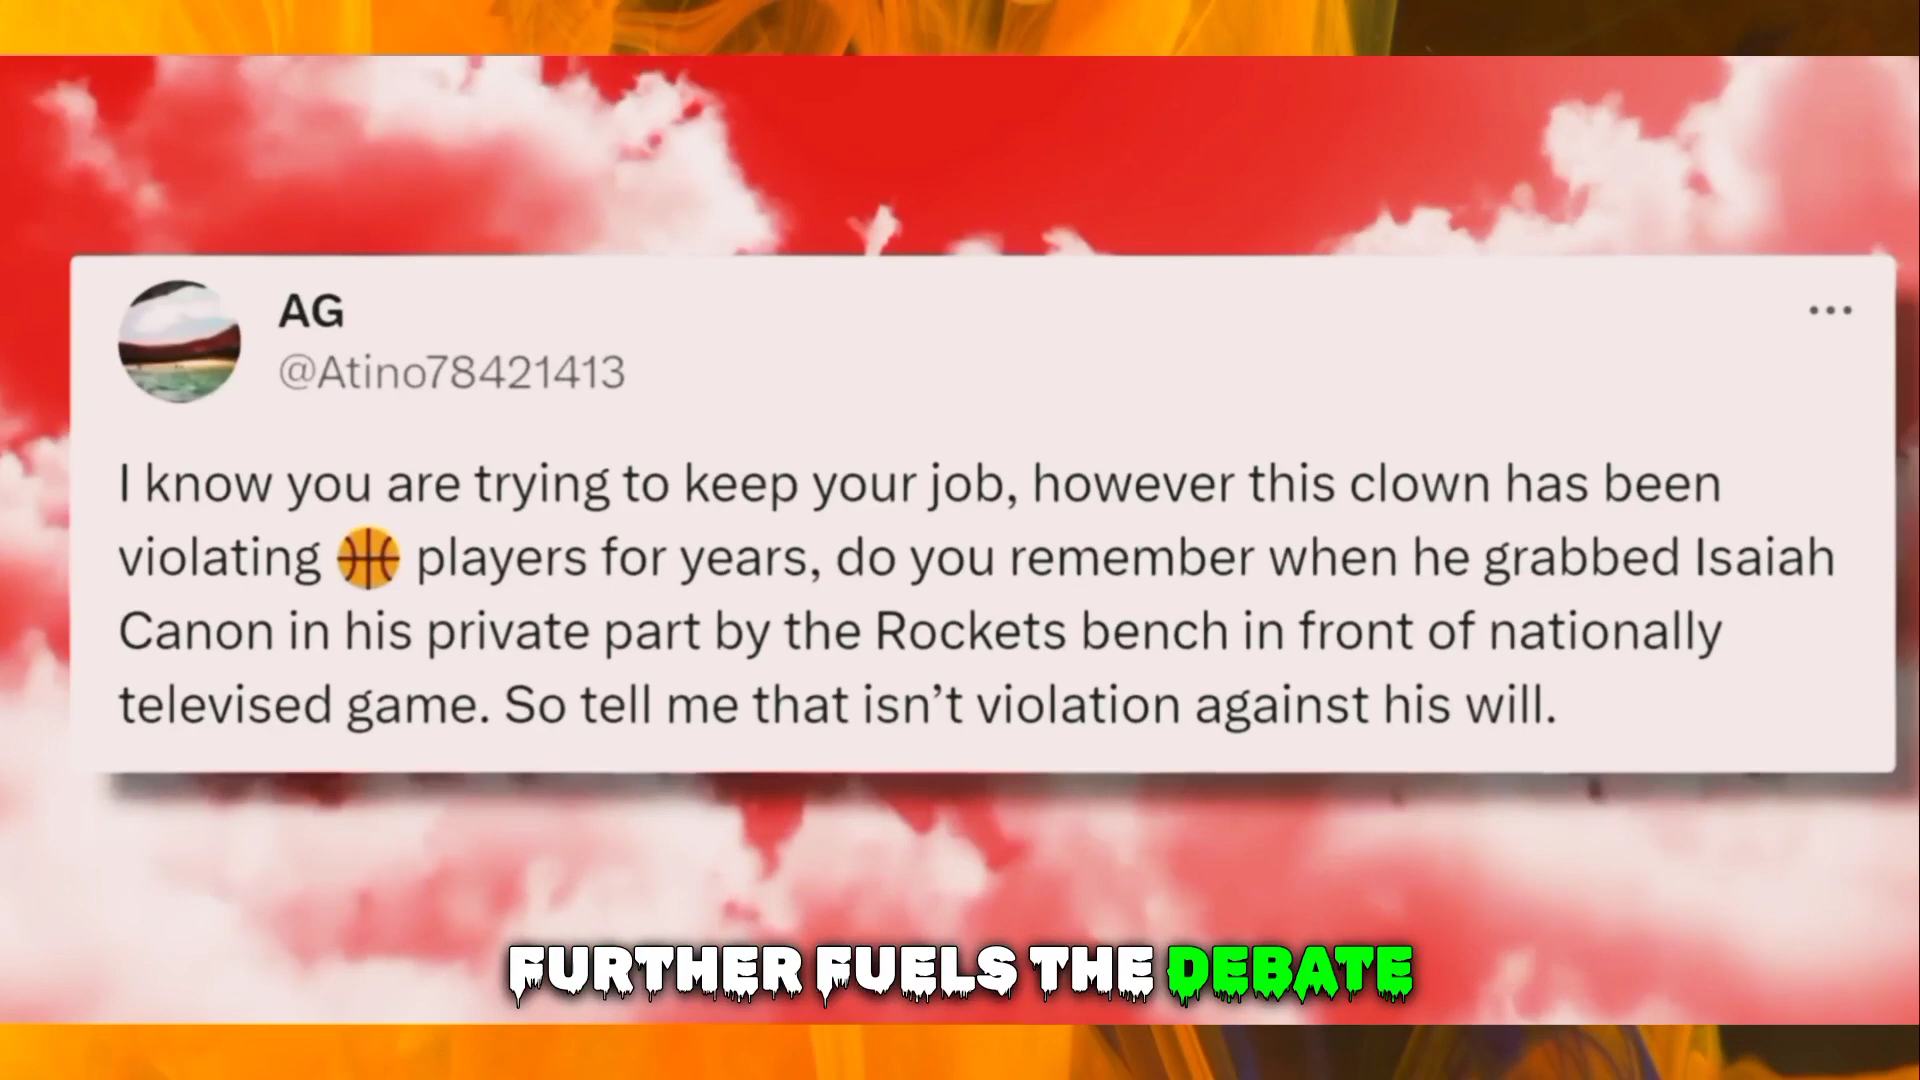 AG
@Atino78421413
I know you are trying to keep your job, however this clown has been
violating 🏀 players for years, do you remember when he grabbed Isaiah
Canon in his private part by the Rockets bench in front of nationally
televised game. So tell me that isn’t violation against his will.
FURTHER FUELS THE DEBATE